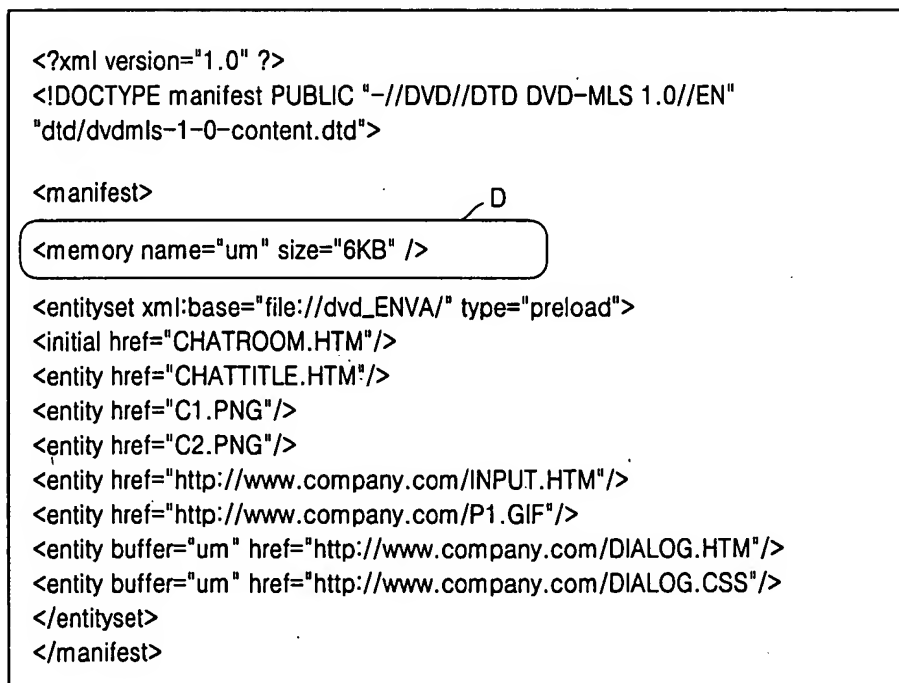 <?xml version="1.0" ?>
<!DOCTYPE manifest PUBLIC "-//DVD//DTD DVD-MLS 1.0//EN"
"dtd/dvdmls-1-0-content.dtd">
<manifest>
D
<memory name="um" size="6KB" />
<entityset xml:base="file://dvd_ENVA/" type="preload">
<initial href="CHATROOM.HTM"/>
<entity href="CHATTITLE.HTM"/>
<entity href="C1.PNG"/>
<entity href="C2.PNG"/>
<entity href="http://www.company.com/INPUT.HTM"/>
<entity href="http://www.company.com/P1.GIF"/>
<entity buffer="um" href="http://www.company.com/DIALOG.HTM"/>
<entity buffer="um" href="http://www.company.com/DIALOG.CSS"/>
</entityset>
</manifest>